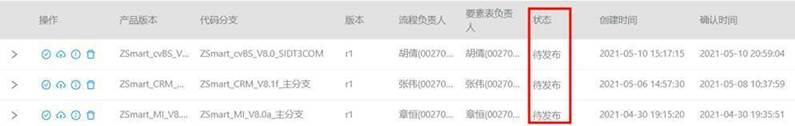 操作 产品版本 代码分支 版本 流程负责人 要素表负责人 状态 创建时间 确认时间
ZSmart_cvBS_V... ZSmart_cvBS_V8.0_SIDT3COM r1 胡倩(00270... 胡倩(00270... 待发布 2021-05-10 15:17:15 2021-05-10 20:59:04
ZSmart_CRM_... ZSmart_CRM_V8.1f_主分支 r1 张伟(00270... 张伟(00270... 待发布 2021-05-06 14:57:30 2021-05-08 10:37:59
ZSmart_MI_V8.... ZSmart_MI_V8.0a_主分支 r1 章恒(00270... 章恒(00270... 待发布 2021-04-30 19:15:20 2021-04-30 19:35:51